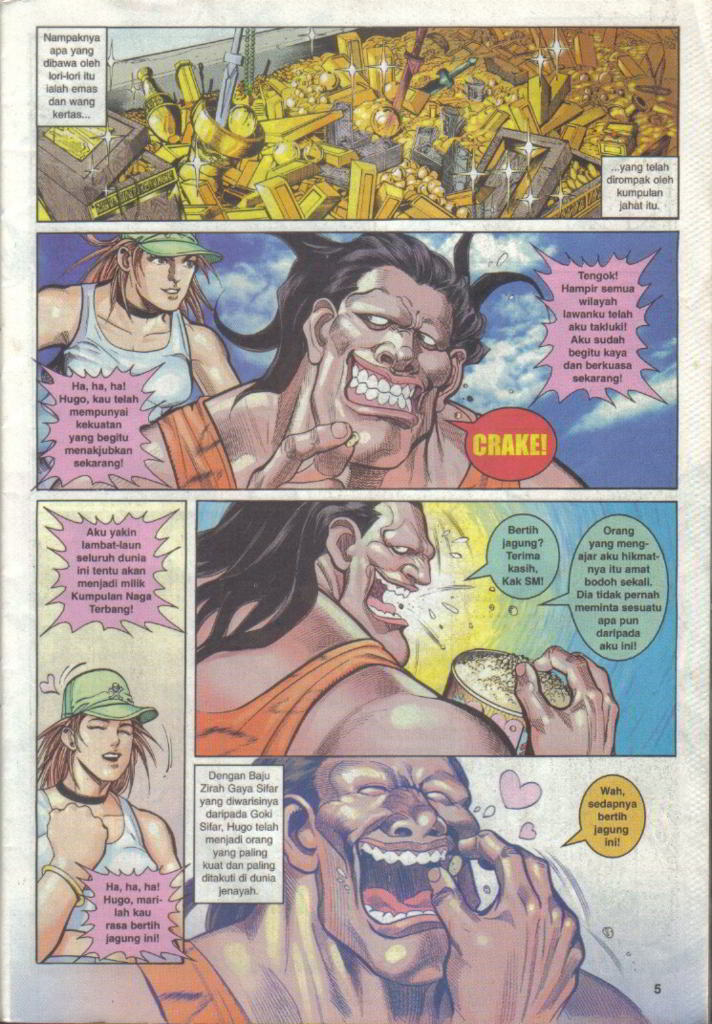 Nampaknya
apa yang
dibawa oleh
lori-lori itu
ialah emas
dan wang
kertas...
...yang telah
dirompak oleh
kumpulan
jahat itu.
Ha, ha, ha!
Hugo, kau telah
mempunyai
kekuatan
yang begitu
menakjubkan
sekarang!
Tengok!
Hampir semua
wilayah
lawanku telah
aku takluki!
Aku sudah
begitu kaya
dan berkuasa
sekarang!
CRAKE!
Aku yakin
lambat-laun
seluruh dunia
ini tentu akan
menjadi milik
Kumpulan Naga
Terbang!
Ha, ha, ha!
Hugo, mari-
lah kau
rasa bertih
jagung ini!
Bertih
jagung?
Terima
kasih,
Kak SM!
Orang
yang meng-
ajar aku hikmat-
nya itu amat
bodoh sekali.
Dia tidak pernah
meminta sesuatu
apa pun
daripada
aku ini!
Dengan Baju
Zirah Gaya Sifar
yang diwarisinya
daripada Goki
Sifar, Hugo telah
menjadi orang
yang paling
kuat dan paling
ditakuti di dunia
jenayah.
Wah,
sedapnya
bertih
jagung
ini!
5